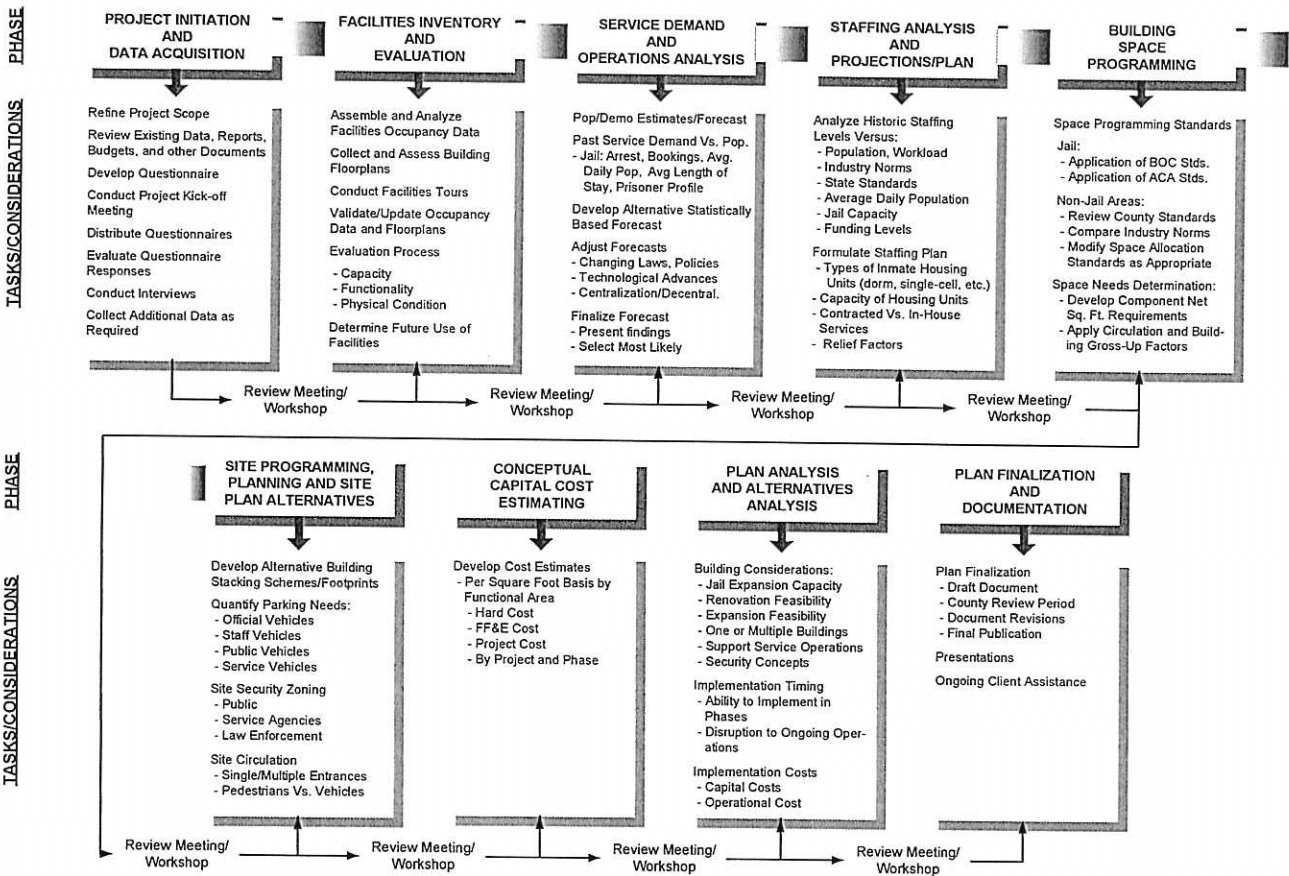 PHASE
PROJECT INITIATION
AND
DATA ACQUISITION
FACILITIES INVENTORY
AND
EVALUATION
SERVICE DEMAND
AND
OPERATIONS ANALYSIS
STAFFING ANALYSIS
AND
PROJECTIONS/PLAN
BUILDING
SPACE
PROGRAMMING
TASKS/CONSIDERATIONS
Refine Project Scope
Review Existing Data, Reports,
Budgets, and other Documents
Develop Questionnaire
Conduct Project Kick-off
Meeting
Distribute Questionnaires
Evaluate Questionnaire
Responses
Conduct Interviews
Collect Additional Data as
Required
Assemble and Analyze
Facilities Occupancy Data
Collect and Assess Building
Floorplans
Conduct Facilities Tours
Validate/Update Occupancy
Data and Floorplans
Evaluation Process
- Capacity
- Functionality
- Physical Condition
Determine Future Use of
Facilities
Pop/Demo Estimates/Forecast
Past Service Demand Vs. Pop.
- Jail: Arrest, Bookings, Avg.
Daily Pop, Avg Length of
Stay, Prisoner Profile
Develop Alternative Statistically
Based Forecast
Adjust Forecasts
- Changing Laws, Policies
- Technological Advances
- Centralization/Decentral.
Finalize Forecast
- Present findings
- Select Most Likely
Analyze Historic Staffing
Levels Versus:
- Population, Workload
- Industry Norms
- State Standards
- Average Daily Population
- Jail Capacity
- Funding Levels
Formulate Staffing Plan
- Types of Inmate Housing
Units (dorm, single-cell, etc.)
- Capacity of Housing Units
- Contracted Vs. In-House
Services
- Relief Factors
Space Programming Standards
Jail:
- Application of BOC Stds.
- Application of ACA Stds.
Non-Jail Areas:
- Review County Standards
- Compare Industry Norms
- Modify Space Allocation
Standards as Appropriate
Space Needs Determination:
- Develop Component Net
Sq. Ft. Requirements
- Apply Circulation and Build-
ing Gross-Up Factors
Review Meeting/
Workshop
Review Meeting/
Workshop
Review Meeting/
Workshop
Review Meeting/
Workshop
PHASE
SITE PROGRAMMING,
PLANNING AND SITE
PLAN ALTERNATIVES
CONCEPTUAL
CAPITAL COST
ESTIMATING
PLAN ANALYSIS
AND ALTERNATIVES
ANALYSIS
PLAN FINALIZATION
AND
DOCUMENTATION
TASKS/CONSIDERATIONS
Develop Alternative Building
Stacking Schemes/Footprints
Quantify Parking Needs:
- Official Vehicles
- Staff Vehicles
- Public Vehicles
- Service Vehicles
Site Security Zoning
- Public
- Service Agencies
- Law Enforcement
Site Circulation
- Single/Multiple Entrances
- Pedestrians Vs. Vehicles
Develop Cost Estimates
- Per Square Foot Basis by
Functional Area
- Hard Cost
- FF&E Cost
- Project Cost
- By Project and Phase
Building Considerations:
- Jail Expansion Capacity
- Renovation Feasibility
- Expansion Feasibility
- One or Multiple Buildings
- Support Service Operations
- Security Concepts
Implementation Timing
- Ability to Implement in
Phases
- Disruption to Ongoing Oper-
ations
Implementation Costs
- Capital Costs
- Operational Cost
Plan Finalization
- Draft Document
- County Review Period
- Document Revisions
- Final Publication
Presentations
Ongoing Client Assistance
Review Meeting/
Workshop
Review Meeting/
Workshop
Review Meeting/
Workshop
Review Meeting/
Workshop